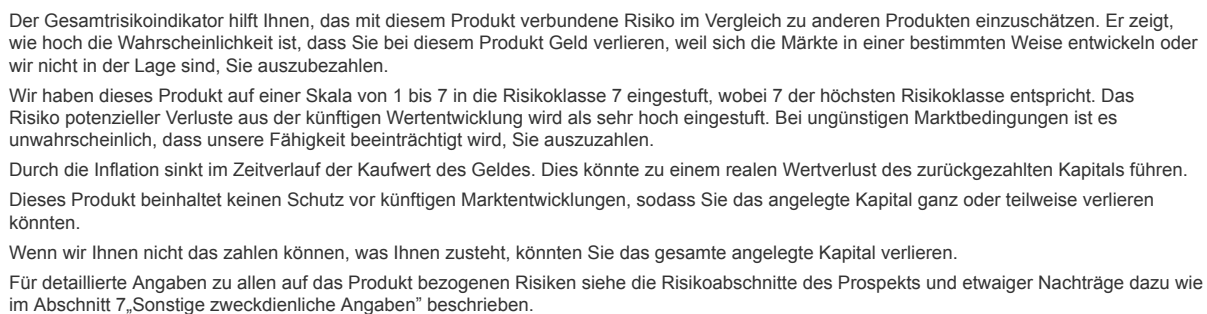 Der Gesamtrisikoindikator hilft Ihnen, das mit diesem Produkt verbundene Risiko im Vergleich zu anderen Produkten einzuschätzen. Er zeigt,
wie hoch die Wahrscheinlichkeit ist, dass Sie bei diesem Produkt Geld verlieren, weil sich die Märkte in einer bestimmten Weise entwickeln oder
wir nicht in der Lage sind, Sie auszubezahlen.
Wir haben dieses Produkt auf einer Skala von 1 bis 7 in die Risikoklasse 7 eingestuft, wobei 7 der höchsten Risikoklasse entspricht. Das
Risiko potenzieller Verluste aus der künftigen Wertentwicklung wird als sehr hoch eingestuft. Bei ungünstigen Marktbedingungen ist es
unwahrscheinlich, dass unsere Fähigkeit beeinträchtigt wird, Sie auszuzahlen.
Durch die Inflation sinkt im Zeitverlauf der Kaufwert des Geldes. Dies könnte zu einem realen Wertverlust des zurückgezahlten Kapitals führen.
Dieses Produkt beinhaltet keinen Schutz vor künftigen Marktentwicklungen, sodass Sie das angelegte Kapital ganz oder teilweise verlieren
könnten.
Wenn wir Ihnen nicht das zahlen können, was Ihnen zusteht, könnten Sie das gesamte angelegte Kapital verlieren.
Für detaillierte Angaben zu allen auf das Produkt bezogenen Risiken siehe die Risikoabschnitte des Prospekts und etwaiger Nachträge dazu wie
im Abschnitt 7„Sonstige zweckdienliche Angaben” beschrieben.